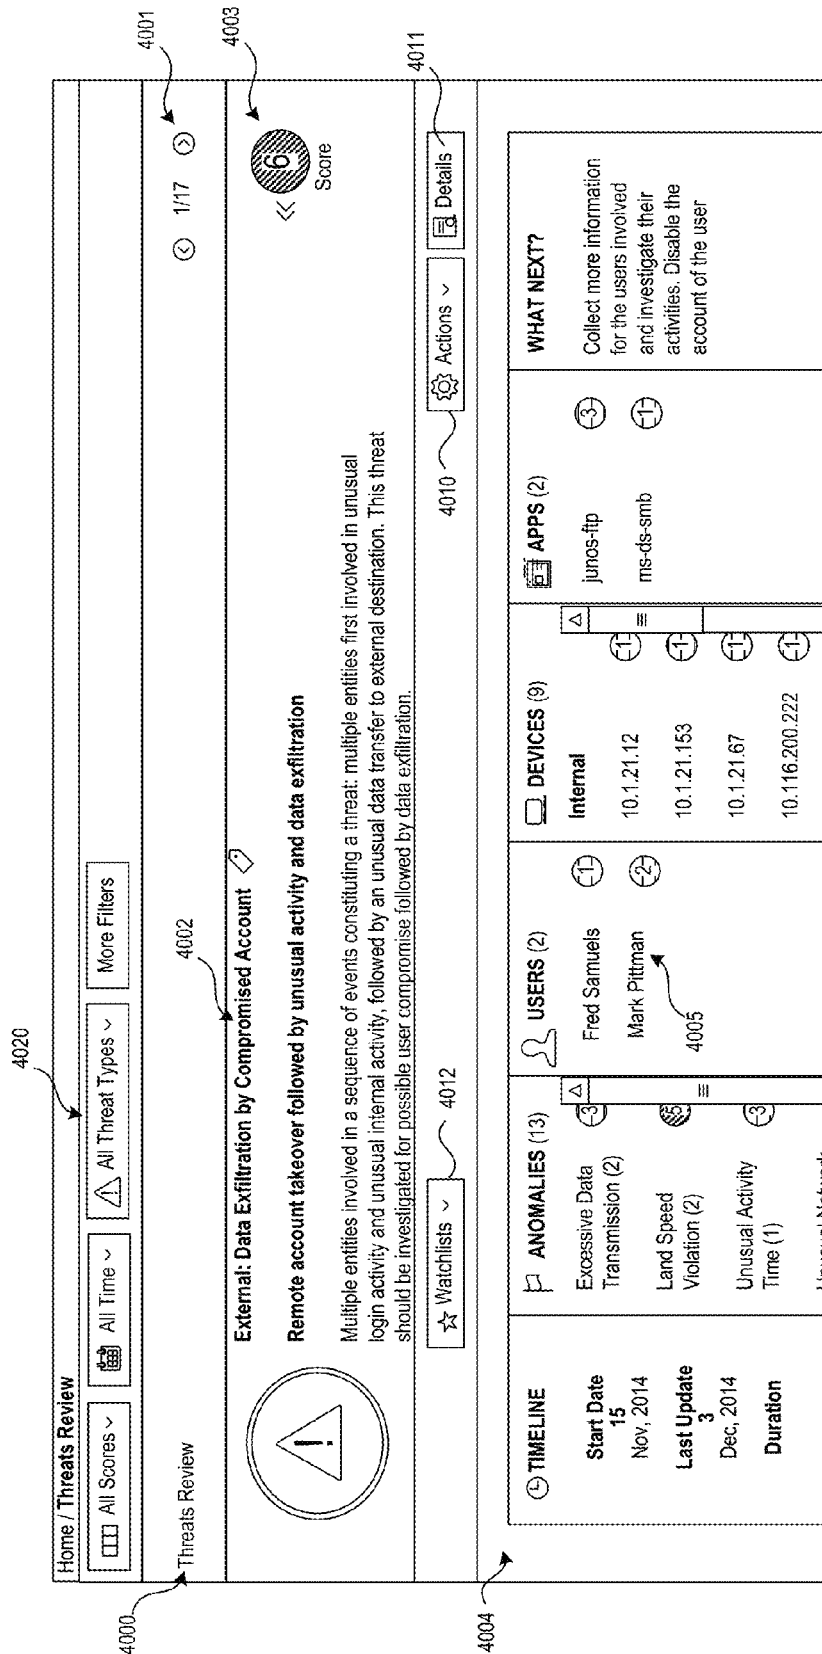 4020
4001
Home / Threats Review
All Scores
All Time
All Threat Types
More Filters
4000
Threats Review
1/17
4002
4003
External: Data Exfiltration by Compromised Account
6
Score
Remote account takeover followed by unusual activity and data exfiltration
Multiple entities involved in a sequence of events constituting a threat: multiple entities first involved in unusual
login activity and unusual internal activity, followed by an unusual data transfer to external destination. This threat
should be investigated for possible user compromise followed by data exfiltration.
4011
Watchlists
4012
4010
Actions
Details
4004
TIMELINE
Start Date
15
Nov, 2014
Last Update
3
Dec, 2014
Duration
ANOMALIES (13)
Excessive Data
Transmission (2)
3
Land Speed
Violation (2)
5
Unusual Activity
Time (1)
3
Unusual Network
USERS (2)
Fred Samuels
1
Mark Pittman
2
4005
DEVICES (9)
Internal
10.1.21.12
1
10.1.21.153
1
10.1.21.67
1
10.116.200.222
1
APPS (2)
junos-ftp
3
ms-ds-smb
1
WHAT NEXT?
Collect more information
for the users involved
and investigate their
activities. Disable the
account of the user